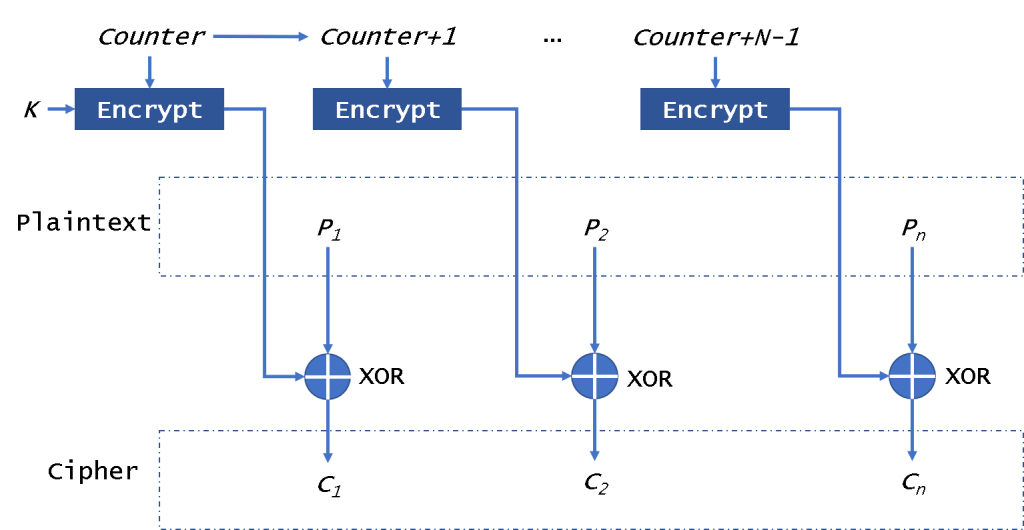 Counter Counter+1 ... Counter+N-1
K Encrypt Encrypt Encrypt
Plaintext P1 P2 Pn
XOR XOR XOR
Cipher C1 C2 Cn